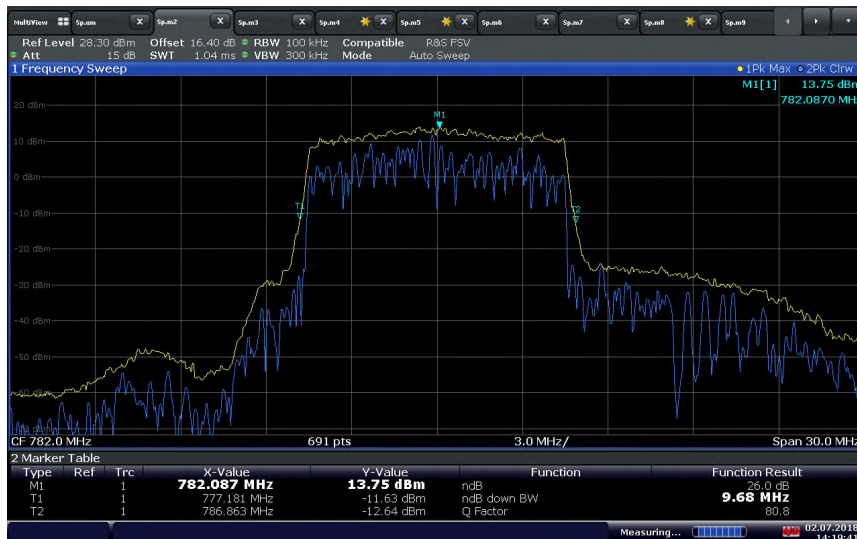 MultiView Sp.um X Sp.m2 X Sp.m3 X Sp.m4 X Sp.m5 X Sp.m6 X Sp.m7 X Sp.m8 X Sp.m9
Ref Level 28.30 dBm Offset 16.40 dB RBW 100 kHz Compatible R&S FSV
Att 15 dB SWT 1.04 ms VBW 300 kHz Mode Auto Sweep
1 Frequency Sweep 1Pk Max 2Pk Clrw
M1[1] 13.75 dBm
782.0870 MHz
20 dBm
M1
10 dBm
0 dBm
T1 T2
-10 dBm
-20 dBm
-30 dBm
-40 dBm
-50 dBm
CF 782.0 MHz 691 pts 3.0 MHz/ Span 30.0 MHz
2 Marker Table
Type Ref Trc X-Value Y-Value Function Function Result
M1 1 782.087 MHz 13.75 dBm ndB 26.0 dB
T1 1 777.181 MHz -11.63 dBm ndB down BW 9.68 MHz
T2 1 786.863 MHz -12.64 dBm Q Factor 80.8
Measuring... 02.07.2018
14:19:41